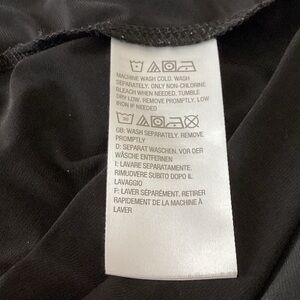 MACHINE WASH COLD. WASH
SEPARATELY. ONLY NON-CHLORINE
BLEACH WHEN NEEDED. TUMBLE
DRY LOW. REMOVE PROMPTLY. LOW
IRON IF NEEDED
GB: WASH SEPARATELY. REMOVE
PROMPTLY
D: SEPARAT WASCHEN. VOR DER
WÄSCHE ENTFERNEN
I: LAVARE SEPARATAMENTE.
RIMUOVERE SUBITO DOPO IL
LAVAGGIO
F: LAVER SÉPARÉMENT. RETIRER
RAPIDEMENT DE LA MACHINE À
LAVER